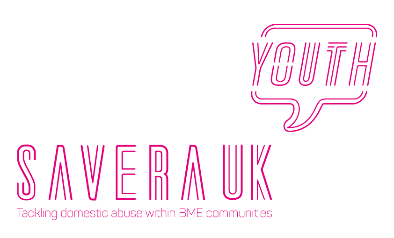 YOUTH
SAVERA UK
Tackling domestic abuse within BME communities